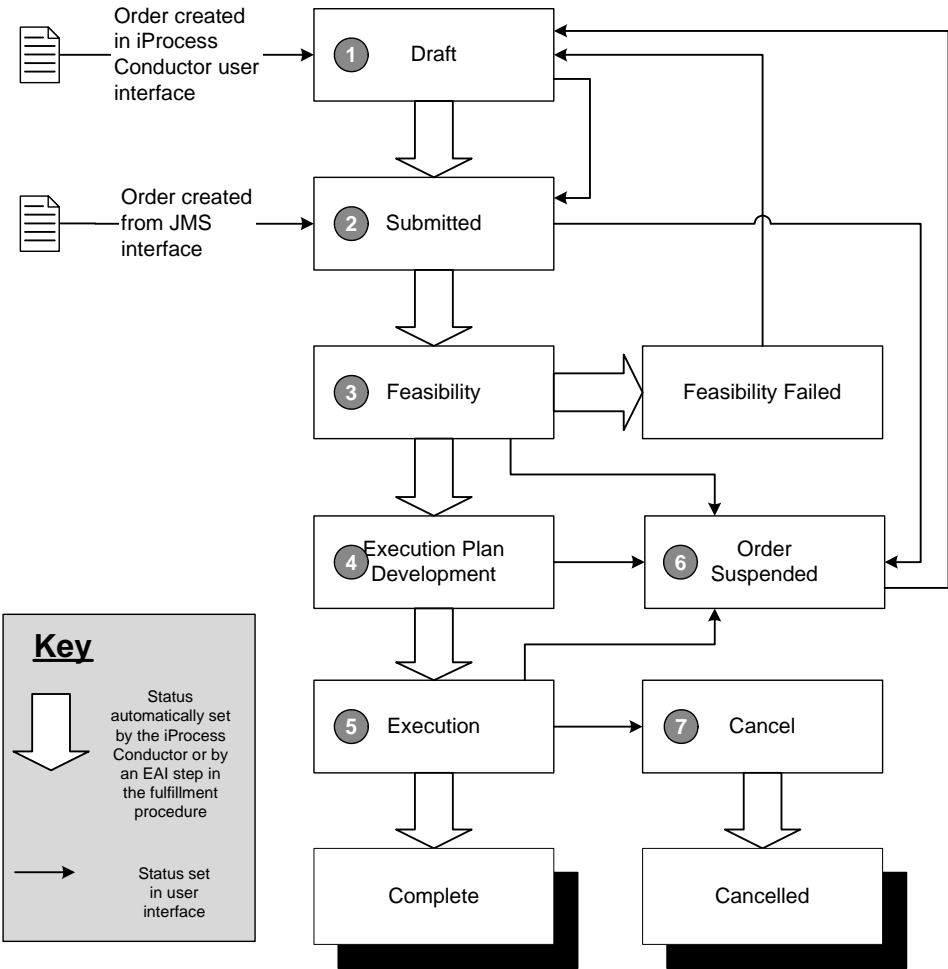 Order created
in iProcess
Conductor user
interface
1
Draft
Order created
from JMS
interface
2
Submitted
3
Feasibility
Feasibility Failed
4
Execution Plan
Development
6
Order
Suspended
5
Execution
7
Cancel
Complete
Cancelled
Key
Status
automatically set
by the iProcess
Conductor or by
an EAI step in
the fulfillment
procedure
Status set
in user
interface